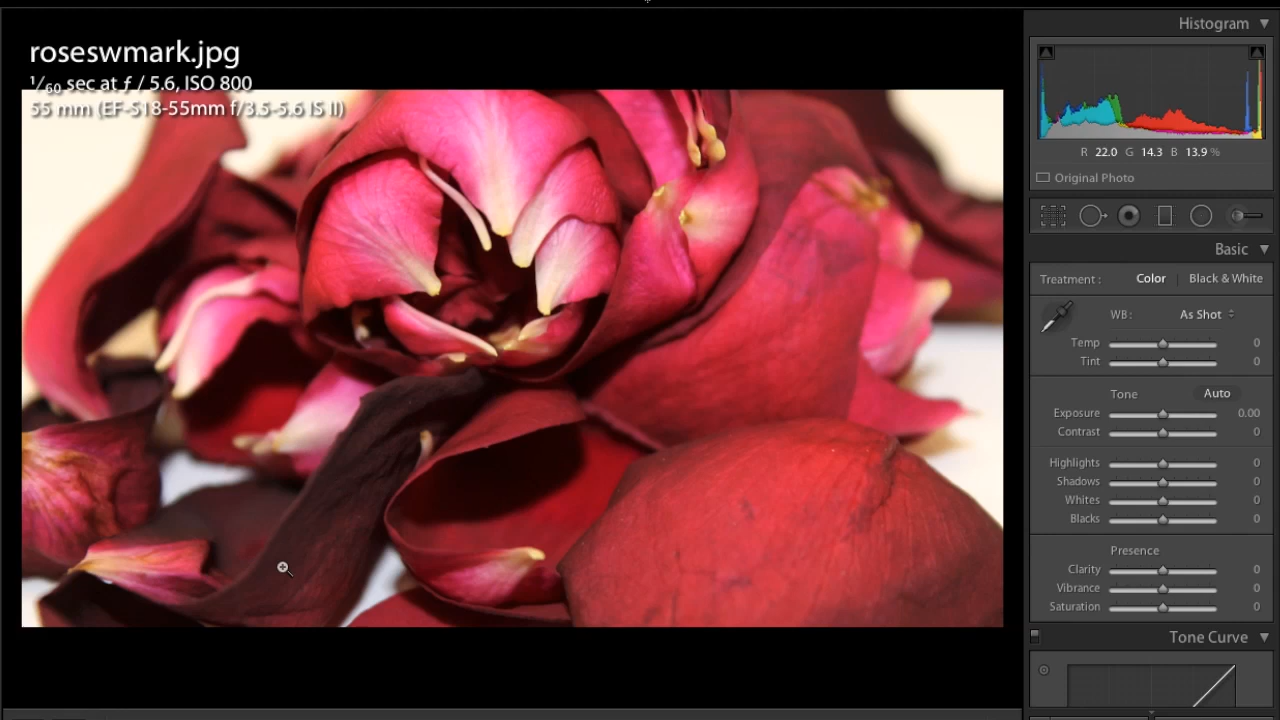 Histogram
roseswmark.jpg
1/60 sec at ƒ / 5.6, ISO 800
55 mm (EF-S18-55mm f/3.5-5.6 IS II)
R 22.0 G 14.3 B 13.9 %
Original Photo
Basic
Treatment : Color Black & White
WB : As Shot
Temp 0
Tint 0
Tone Auto
Exposure 0.00
Contrast 0
Highlights 0
Shadows 0
Whites 0
Blacks 0
Presence
Clarity 0
Vibrance 0
Saturation 0
Tone Curve